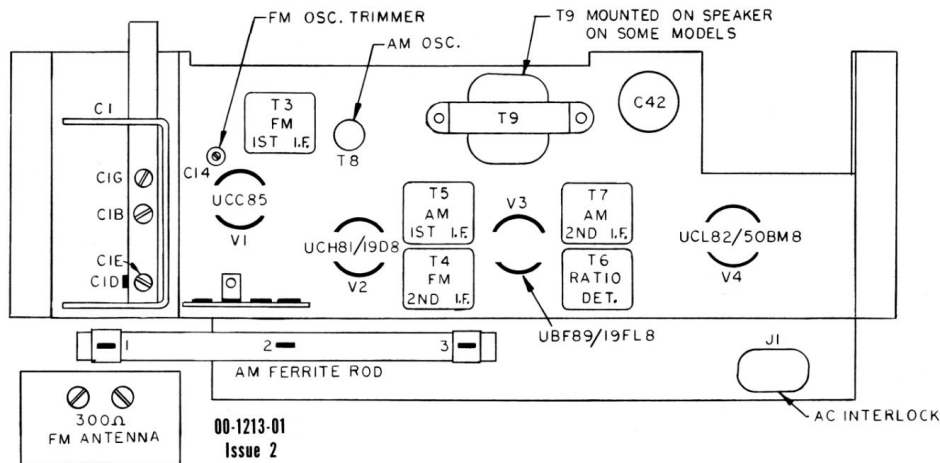 FM OSC. TRIMMER
T9 MOUNTED ON SPEAKER
ON SOME MODELS
AM OSC.
C1
T3
FM
1ST I.F.
T8
T9
C42
C14
C1G
C1B
C1E
C1D
UCC85
V1
UCH81/19D8
V2
T5
AM
1ST I.F.
T4
FM
2ND I.F.
V3
T7
AM
2ND I.F.
T6
RATIO
DET.
UCL82/50BM8
V4
UBF89/19FL8
1
2
3
AM FERRITE ROD
J1
AC INTERLOCK
300Ω
FM ANTENNA
00-1213-01
Issue 2